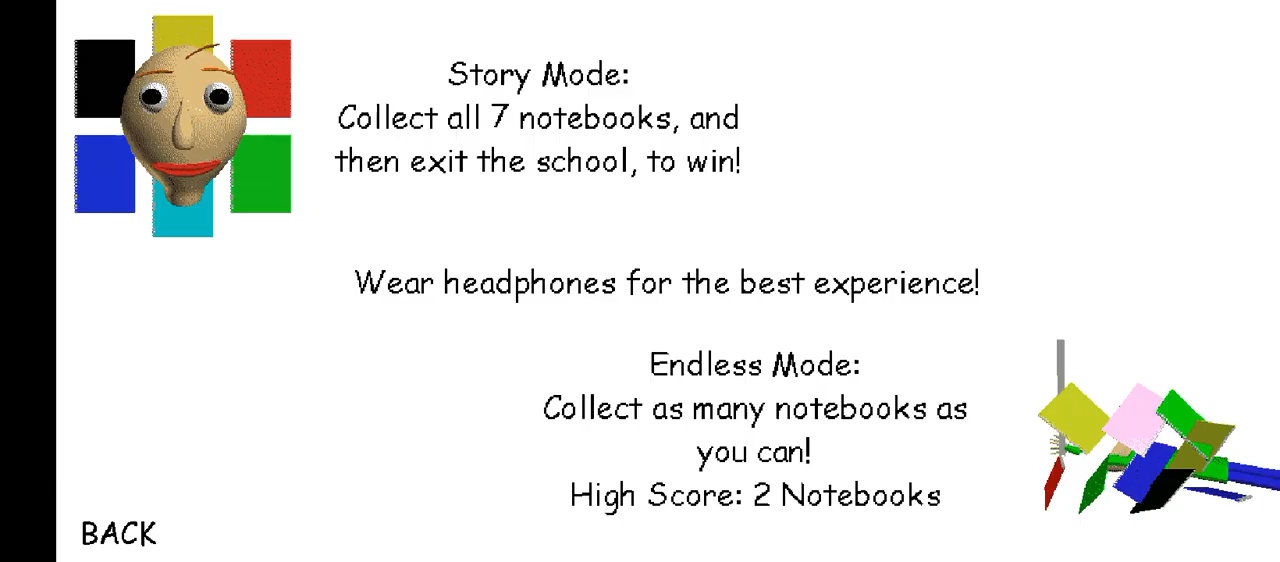 Story Mode:
Collect all 7 notebooks, and
then exit the school, to win!
Wear headphones for the best experience!
Endless Mode:
Collect as many notebooks as
you can!
High Score: 2 Notebooks
BACK